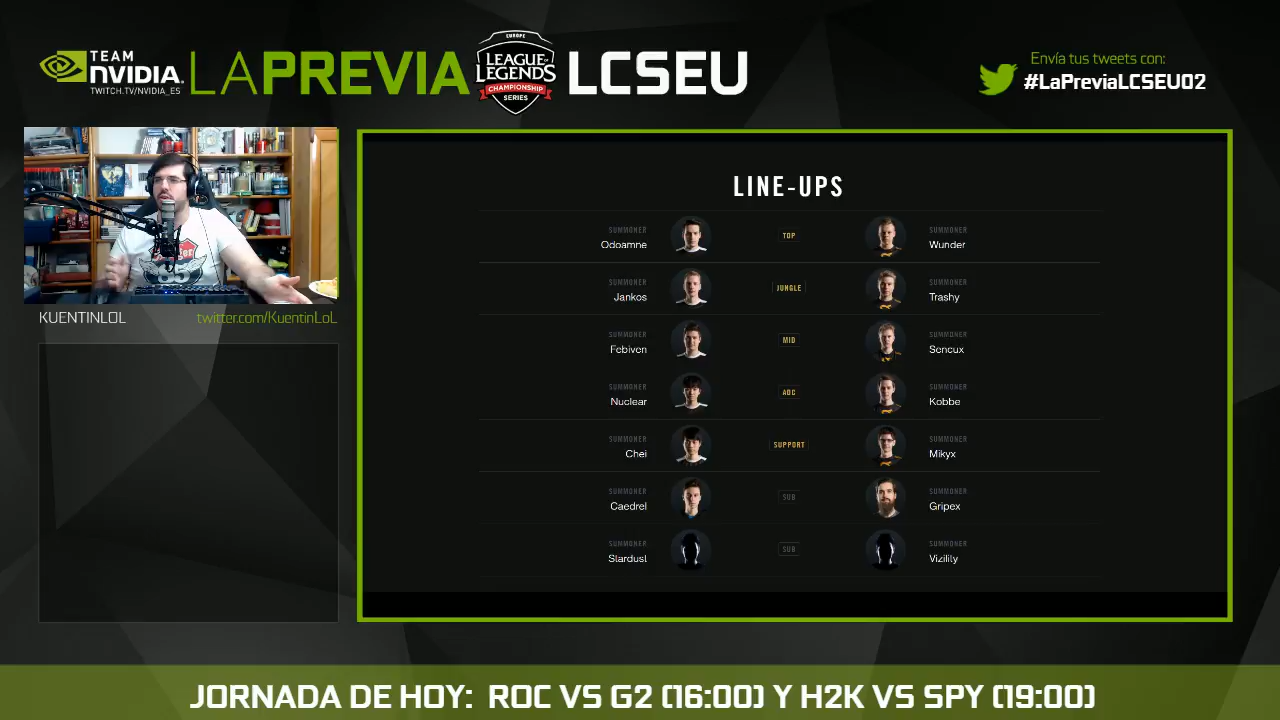 TEAM
NVIDIA.
TWITCH.TV/NVIDIA_ES
LAPREVIA
EUROPE
LEAGUE OF
LEGENDS
CHAMPIONSHIP
SERIES
LCSEU
Envía tus tweets con:
#LaPreviaLCSEU02
KUENTINLOL
twitter.com/KuentinLoL
LINE-UPS
SUMMONER
Odoamne
TOP
SUMMONER
Wunder
SUMMONER
Jankos
JUNGLE
SUMMONER
Trashy
SUMMONER
Febiven
MID
SUMMONER
Sencux
SUMMONER
Nuclear
ADC
SUMMONER
Kobbe
SUMMONER
Chei
SUPPORT
SUMMONER
Mikyx
SUMMONER
Caedrel
SUB
SUMMONER
Gripex
SUMMONER
Stardust
SUB
SUMMONER
Vizility
JORNADA DE HOY: ROC VS G2 (16:00) Y H2K VS SPY (19:00)